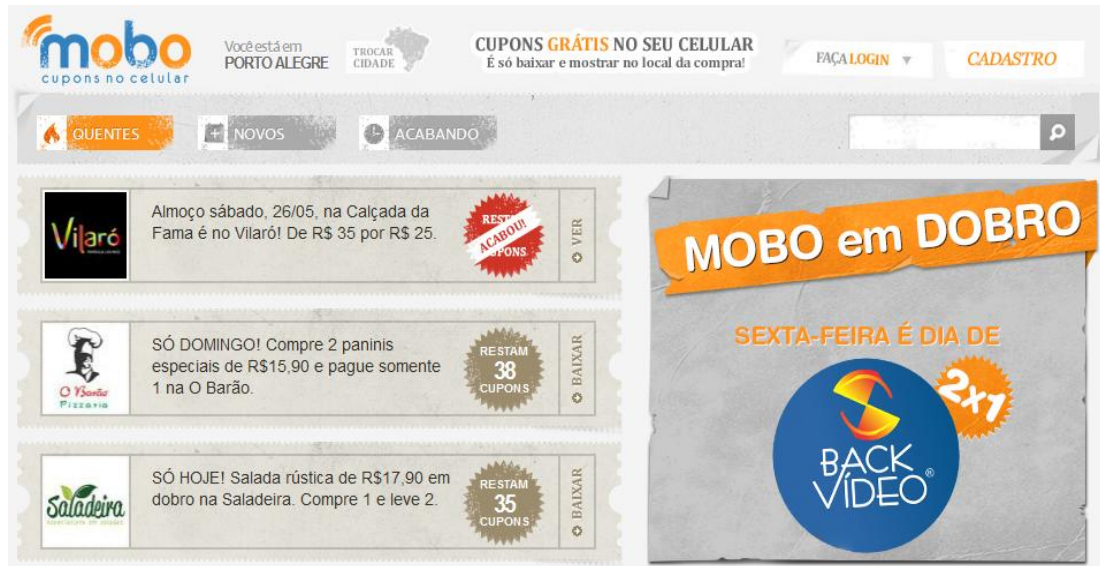 mobo
cupons no celular
Você está em
PORTO ALEGRE
TROCAR
CIDADE
CUPONS GRÁTIS NO SEU CELULAR
É só baixar e mostrar no local da compra!
FAÇA LOGIN
CADASTRO
QUENTES
NOVOS
ACABANDO
Vilaró
Almoço sábado, 26/05, na Calçada da
Fama é no Vilaró! De R$ 35 por R$ 25.
ACABOU!
VER
O Barão
Pizzaria
SÓ DOMINGO! Compre 2 paninis
especiais de R$15,90 e pague somente
1 na O Barão.
RESTAM
38
CUPONS
BAIXAR
Saladeira
SÓ HOJE! Salada rústica de R$17,90 em
dobro na Saladeira. Compre 1 e leve 2.
RESTAM
35
CUPONS
BAIXAR
MOBO em DOBRO
SEXTA-FEIRA É DIA DE
2x1
BACK
VÍDEO®